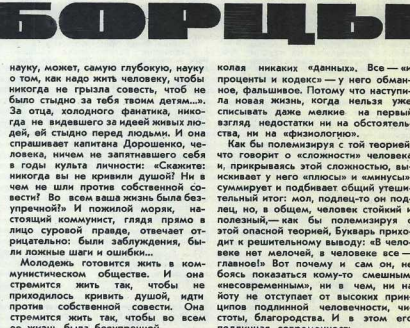 БОРЦЫ
науку, может, самую глубокую, науку
о том, как надо жить человеку, чтобы
никогда не грызла совесть, чтоб не
было стыдно за тебя твоим детям...».
За отца, холодного фанатика, нико-
гда не видевшего за идеей живых лю-
дей, ей стыдно перед людьми. И она
спрашивает капитана Дорошенко, че-
ловека, ничем не запятнавшего себя
в годы культа личности: «Скажите:
никогда вы не кривили душой? Ни в
чем не шли против собственной со-
вести? Во всем ваша жизнь была без-
упречной?» И пожилой моряк, на-
стоящий коммунист, глядя прямо в
лицо суровой правде, отвечает от-
рицательно: были заблуждения, бы-
ли ложные шаги и ошибки...
Молодежь готовится жить в ком-
мунистическом обществе. И она
стремится жить так, чтобы не
приходилось кривить душой, идти
против собственной совести. Она
стремится жить так, чтобы во всем
ее жизнь была безупречной.
колая никаких «данных». Все — «и
проценты и кодекс» — у него обман-
ное, фальшивое. Потому что наступи-
ла новая жизнь, когда нельзя уже
списывать даже мелкие на первый
взгляд недостатки ни на обстоятель-
ства, ни на «физиологию».
Как бы полемизируя с той теорией,
что говорит о «сложности» человека
и, прикрываясь этой сложностью, вы-
искивает у него «плюсы» и «минусы»,
суммирует и подбивает общий утеши-
тельный итог: мол, подлец-то он под-
лец, но, в общем, человек стойкий и
полезный,— как бы полемизируя с
этой опасной теорией, Букварь прихо-
дит к решительному выводу: «В чело-
веке нет мелочей, в человеке все —
главное!» Вот почему и сам он, не
боясь показаться кому-то смешным,
«несовременным», ни в чем, ни на
йоту не отступает от высоких прин-
ципов подлинной человечности, чи-
стоты, благородства. И в этом его
подлинная современность.